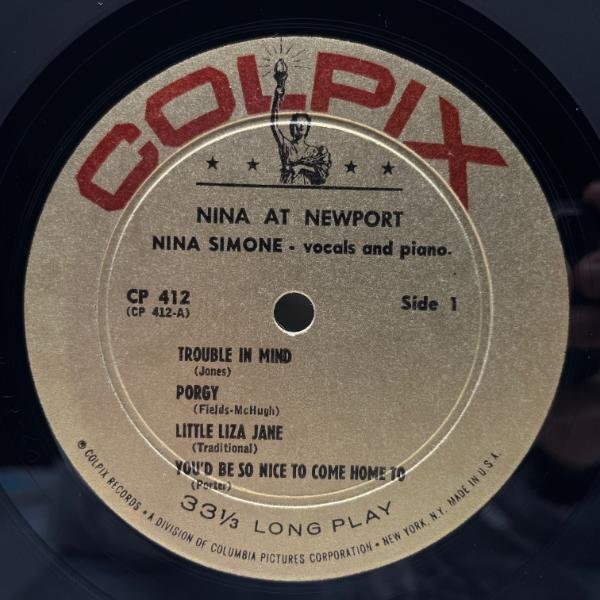 COLPIX
NINA AT NEWPORT
NINA SIMONE - vocals and piano.
CP 412
(CP 412-A)
Side 1
TROUBLE IN MIND
(Jones)
PORGY
(Fields-McHugh)
LITTLE LIZA JANE
(Traditional)
YOU'D BE SO NICE TO COME HOME TO
(Porter)
33⅓ LONG PLAY
℗ COLPIX RECORDS • A DIVISION OF COLUMBIA PICTURES CORPORATION • NEW YORK, N.Y. MADE IN U.S.A.